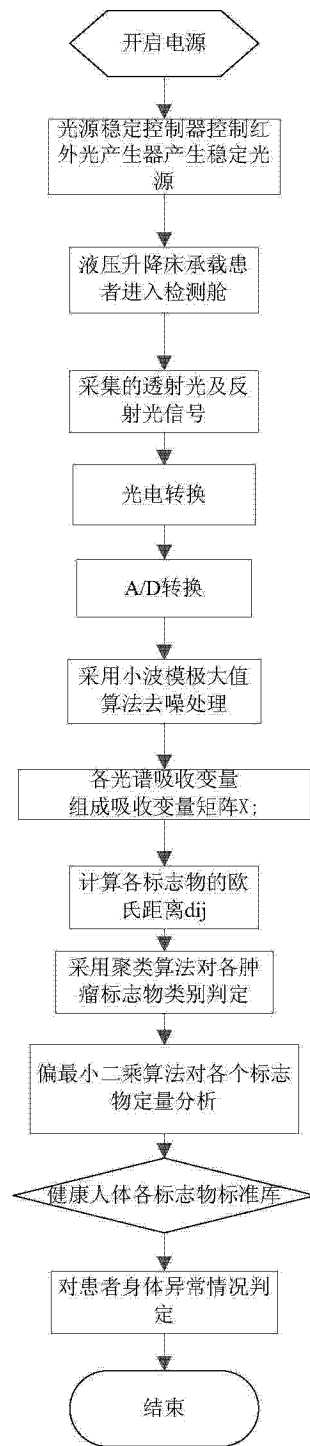 开启电源
光源稳定控制器控制红
外光产生器产生稳定光
源
液压升降床承载患
者进入检测舱
采集的透射光及反
射光信号
光电转换
A/D转换
采用小波模极大值
算法去噪处理
各光谱吸收变量
组成吸收变量矩阵X;
计算各标志物的欧
氏距离dij
采用聚类算法对各肿
瘤标志物类别判定
偏最小二乘算法对各个标志
物定量分析
健康人体各标志物标准库
对患者身体异常情况判
定
结束